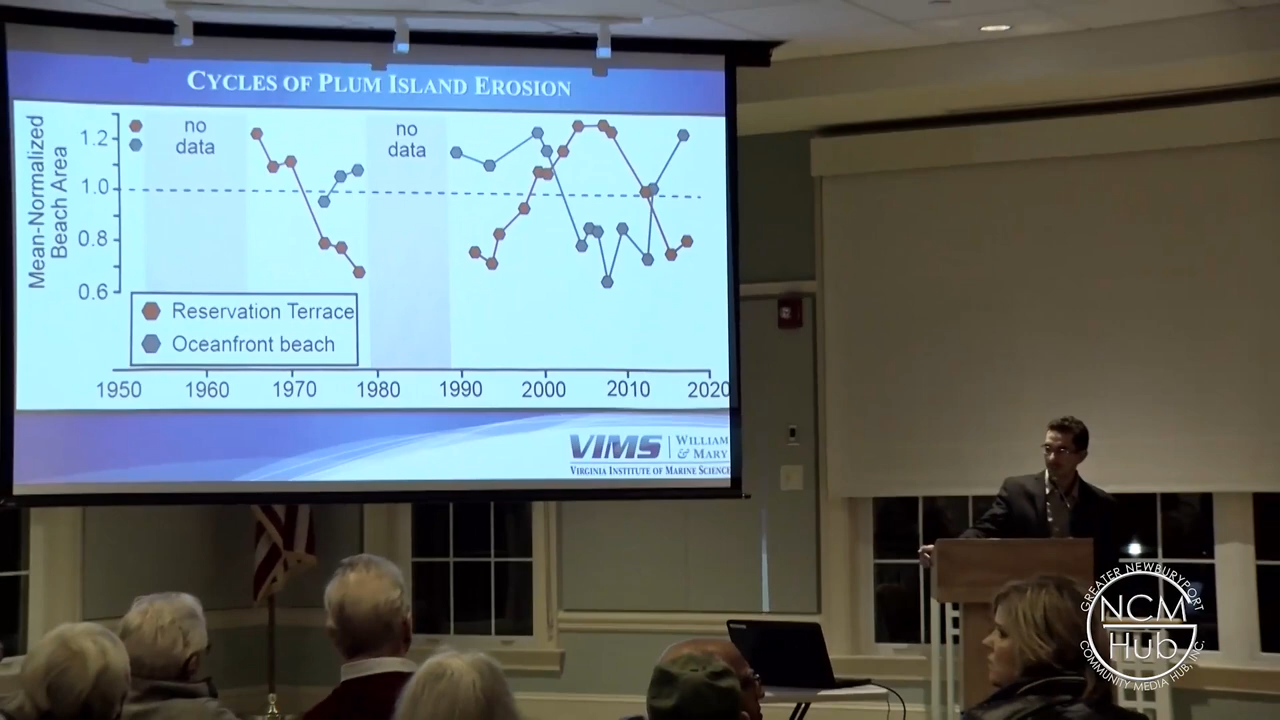 CYCLES OF PLUM ISLAND EROSION
Mean-Normalized
Beach Area
1.2
1.0
0.8
0.6
no
data
no
data
Reservation Terrace
Oceanfront beach
1950 1960 1970 1980 1990 2000 2010 2020
VIMS
WILLIAM
& MARY
VIRGINIA INSTITUTE OF MARINE SCIENCE
GREATER NEWBURYPORT
NCM
Hub
COMMUNITY MEDIA HUB, INC.